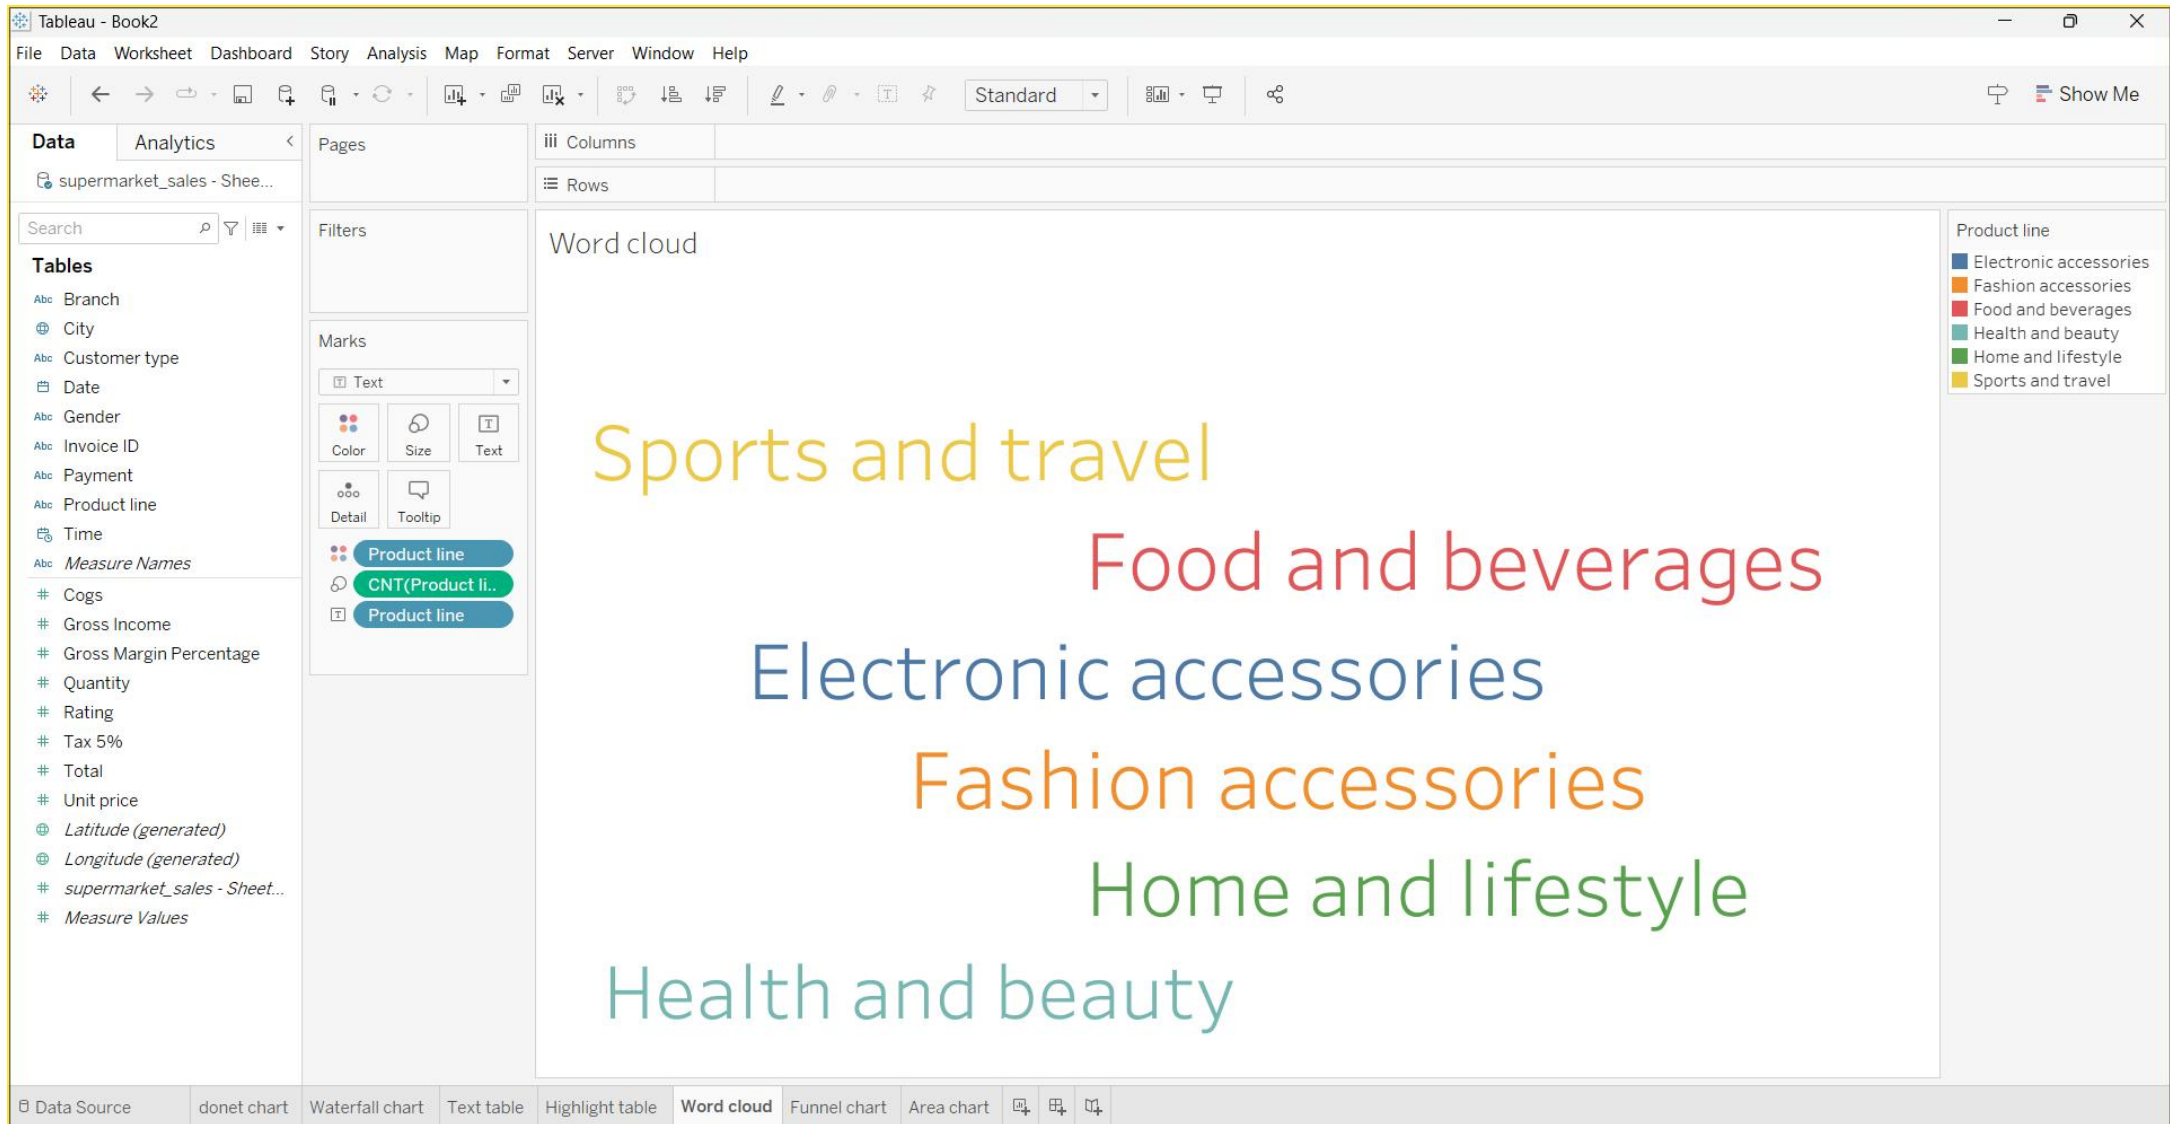 Tableau - Book2
File Data Worksheet Dashboard Story Analysis Map Format Server Window Help
Standard
Show Me
Data Analytics
supermarket_sales - Shee...
Search
Tables
Abc Branch
City
Abc Customer type
Date
Abc Gender
Abc Invoice ID
Abc Payment
Abc Product line
Time
Abc Measure Names
# Cogs
# Gross Income
# Gross Margin Percentage
# Quantity
# Rating
# Tax 5%
# Total
# Unit price
Latitude (generated)
Longitude (generated)
# supermarket_sales - Sheet...
# Measure Values
Pages
Filters
Marks
Text
Color Size Text
Detail Tooltip
Product line
CNT(Product li..
Product line
Columns
Rows
Word cloud
Sports and travel
Food and beverages
Electronic accessories
Fashion accessories
Home and lifestyle
Health and beauty
Product line
Electronic accessories
Fashion accessories
Food and beverages
Health and beauty
Home and lifestyle
Sports and travel
Data Source donet chart Waterfall chart Text table Highlight table Word cloud Funnel chart Area chart